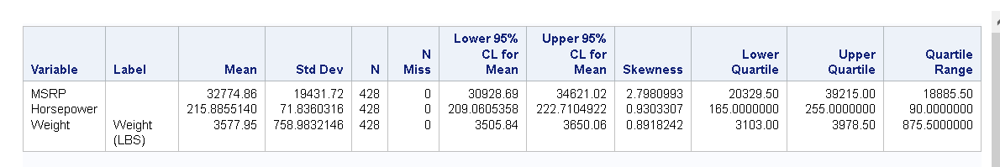 Lower 95% Upper 95%
N CL for CL for Lower Upper Quartile
Variable Label Mean Std Dev N Miss Mean Mean Skewness Quartile Quartile Range
MSRP 32774.86 19431.72 428 0 30928.69 34621.02 2.7980993 20329.50 39215.00 18885.50
Horsepower 215.8855140 71.8360316 428 0 209.0605358 222.7104922 0.9303307 165.0000000 255.0000000 90.0000000
Weight Weight 3577.95 758.9832146 428 0 3505.84 3650.06 0.8918242 3103.00 3978.50 875.5000000
(LBS)